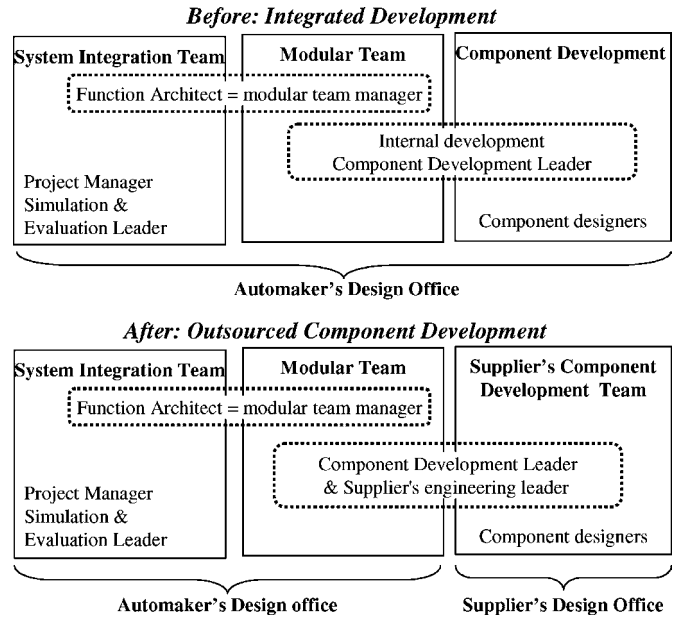 Before: Integrated Development
System Integration Team
Modular Team
Component Development
Function Architect = modular team manager
Internal development
Component Development Leader
Project Manager
Simulation &
Evaluation Leader
Component designers
Automaker's Design Office
After: Outsourced Component Development
System Integration Team
Modular Team
Supplier's Component
Development Team
Function Architect = modular team manager
Component Development Leader
& Supplier's engineering leader
Project Manager
Simulation &
Evaluation Leader
Component designers
Automaker's Design office
Supplier's Design Office